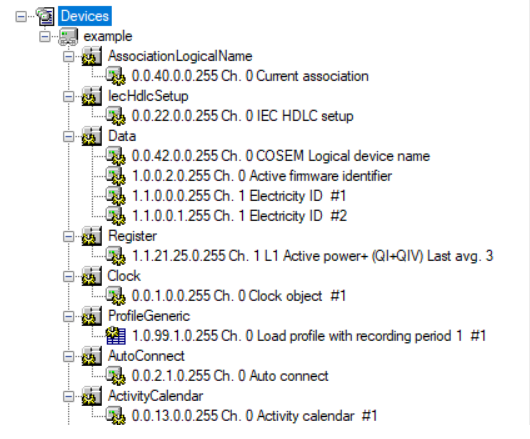 Devices
example
AssociationLogicalName
0.0.40.0.0.255 Ch. 0 Current association
IecHdlcSetup
0.0.22.0.0.255 Ch. 0 IEC HDLC setup
Data
0.0.42.0.0.255 Ch. 0 COSEM Logical device name
1.0.0.2.0.255 Ch. 0 Active firmware identifier
1.1.0.0.0.255 Ch. 1 Electricity ID #1
1.1.0.0.1.255 Ch. 1 Electricity ID #2
Register
1.1.21.25.0.255 Ch. 1 L1 Active power+ (QI+QIV) Last avg. 3
Clock
0.0.1.0.0.255 Ch. 0 Clock object #1
ProfileGeneric
1.0.99.1.0.255 Ch. 0 Load profile with recording period 1 #1
AutoConnect
0.0.2.1.0.255 Ch. 0 Auto connect
ActivityCalendar
0.0.13.0.0.255 Ch. 0 Activity calendar #1